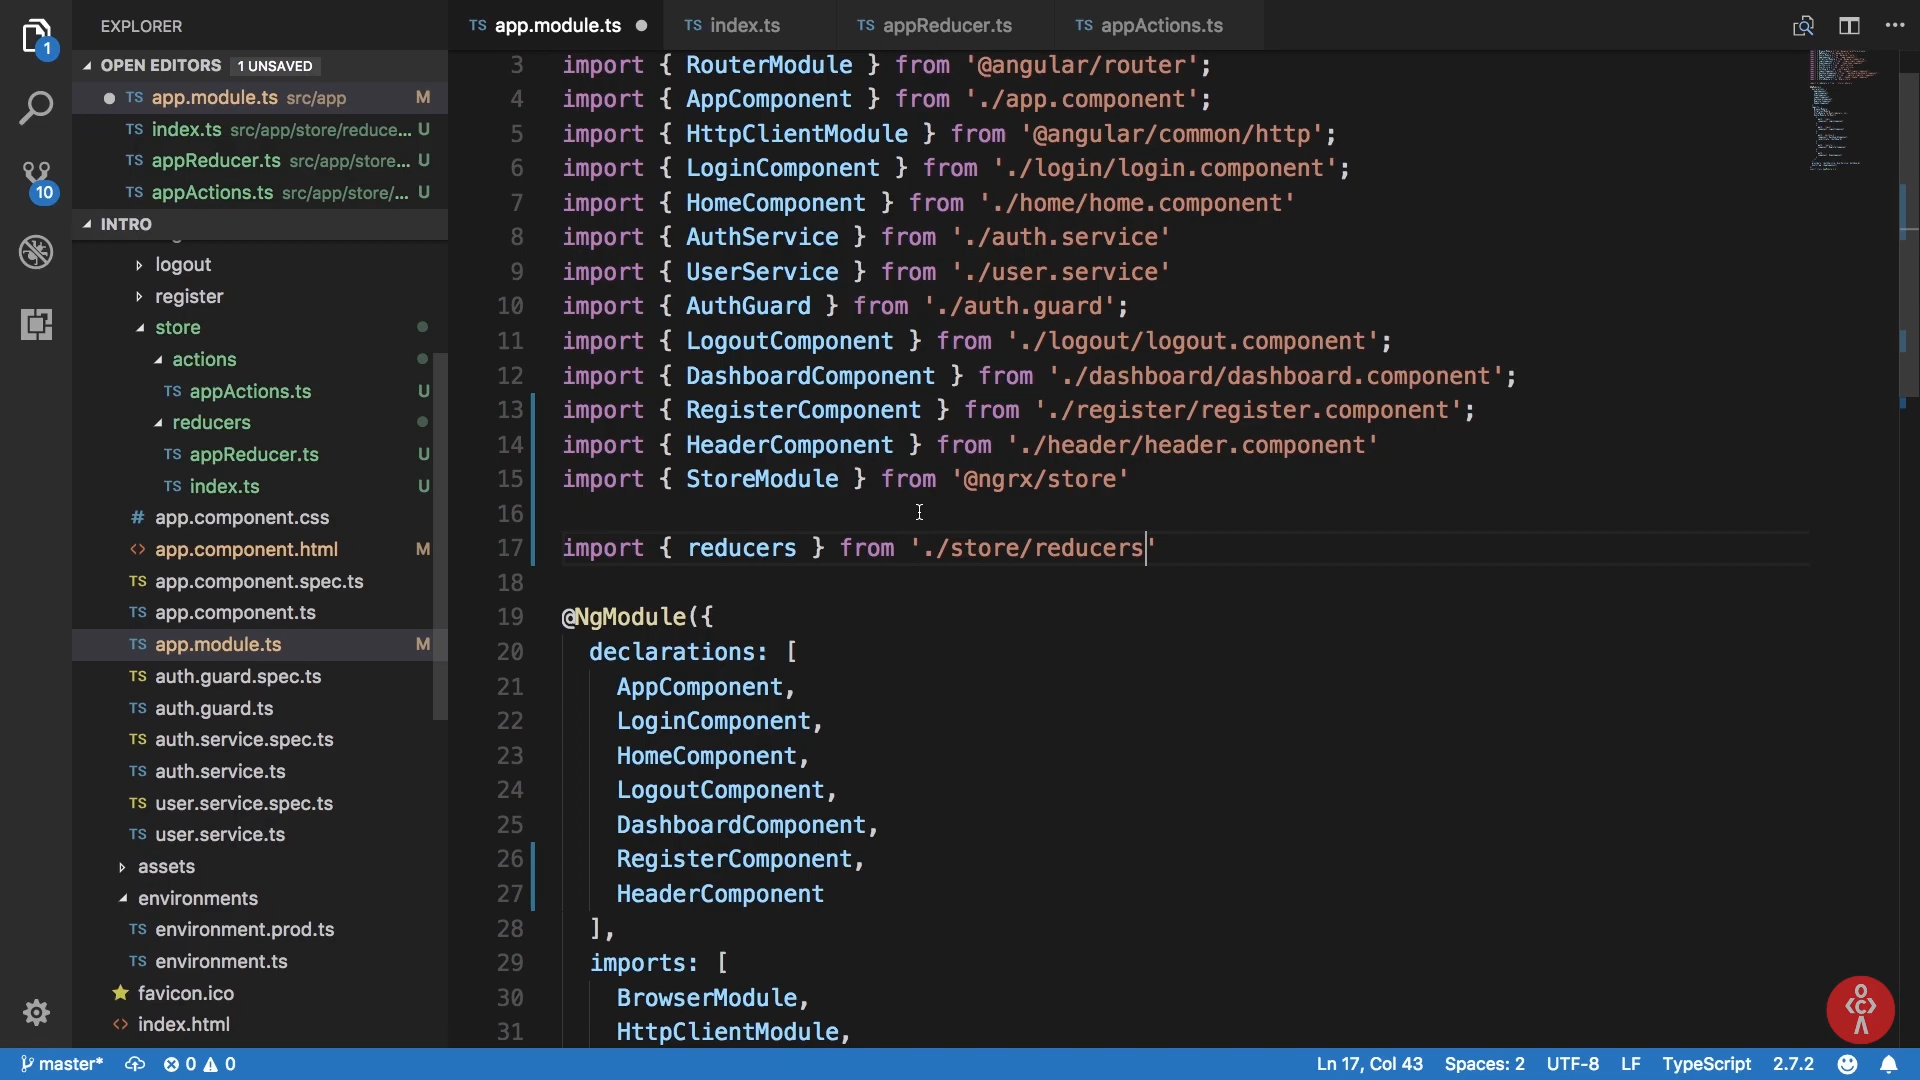 EXPLORER
OPEN EDITORS 1 UNSAVED
TS app.module.ts src/app M
TS index.ts src/app/store/reduce... U
TS appReducer.ts src/app/store... U
TS appActions.ts src/app/store/... U
INTRO
logout
register
store
actions
TS appActions.ts U
reducers
TS appReducer.ts U
TS index.ts U
# app.component.css
<> app.component.html M
TS app.component.spec.ts
TS app.component.ts
TS app.module.ts M
TS auth.guard.spec.ts
TS auth.guard.ts
TS auth.service.spec.ts
TS auth.service.ts
TS user.service.spec.ts
TS user.service.ts
assets
environments
TS environment.prod.ts
TS environment.ts
favicon.ico
<> index.html
1
10
TS app.module.ts TS index.ts TS appReducer.ts TS appActions.ts
3 import { RouterModule } from '@angular/router';
4 import { AppComponent } from './app.component';
5 import { HttpClientModule } from '@angular/common/http';
6 import { LoginComponent } from './login/login.component';
7 import { HomeComponent } from './home/home.component'
8 import { AuthService } from './auth.service'
9 import { UserService } from './user.service'
10 import { AuthGuard } from './auth.guard';
11 import { LogoutComponent } from './logout/logout.component';
12 import { DashboardComponent } from './dashboard/dashboard.component';
13 import { RegisterComponent } from './register/register.component';
14 import { HeaderComponent } from './header/header.component'
15 import { StoreModule } from '@ngrx/store'
16
17 import { reducers } from './store/reducers'
18
19 @NgModule({
20 declarations: [
21 AppComponent,
22 LoginComponent,
23 HomeComponent,
24 LogoutComponent,
25 DashboardComponent,
26 RegisterComponent,
27 HeaderComponent
28 ],
29 imports: [
30 BrowserModule,
31 HttpClientModule,
master* 0 0 Ln 17, Col 43 Spaces: 2 UTF-8 LF TypeScript 2.7.2